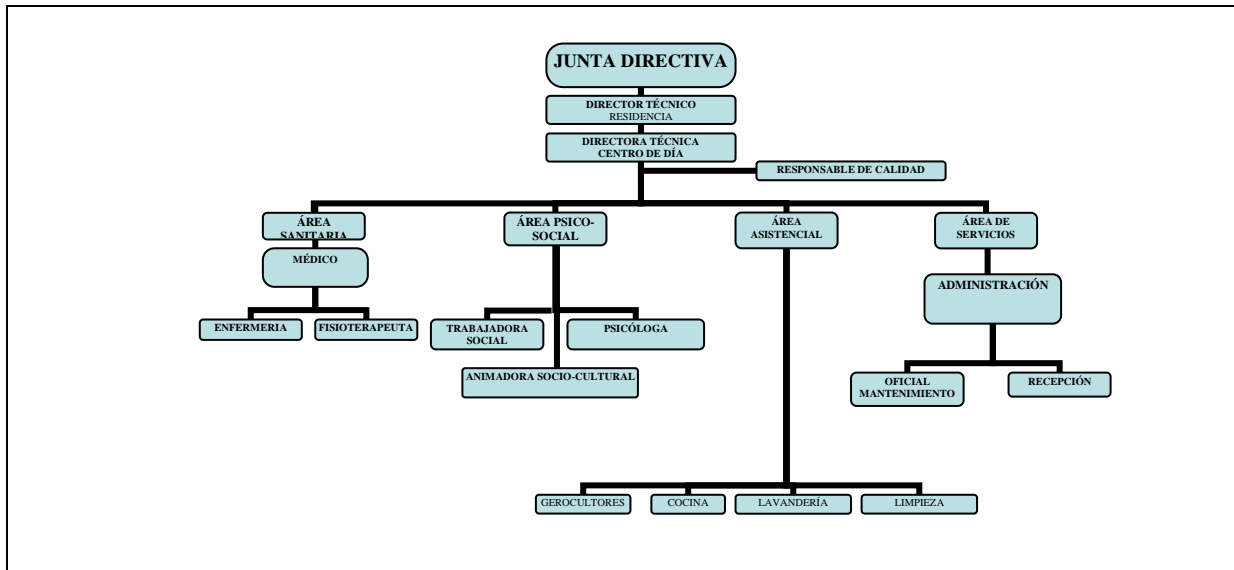 JUNTA DIRECTIVA
DIRECTOR TÉCNICO
RESIDENCIA
DIRECTORA TÉCNICA
CENTRO DE DÍA
RESPONSABLE DE CALIDAD
ÁREA
SANITARIA
ÁREA PSICO-
SOCIAL
ÁREA
ASISTENCIAL
ÁREA DE
SERVICIOS
MÉDICO
ADMINISTRACIÓN
ENFERMERIA
FISIOTERAPEUTA
TRABAJADORA
SOCIAL
PSICÓLOGA
ANIMADORA SOCIO-CULTURAL
OFICIAL
MANTENIMIENTO
RECEPCIÓN
GEROCULTORES
COCINA
LAVANDERÍA
LIMPIEZA